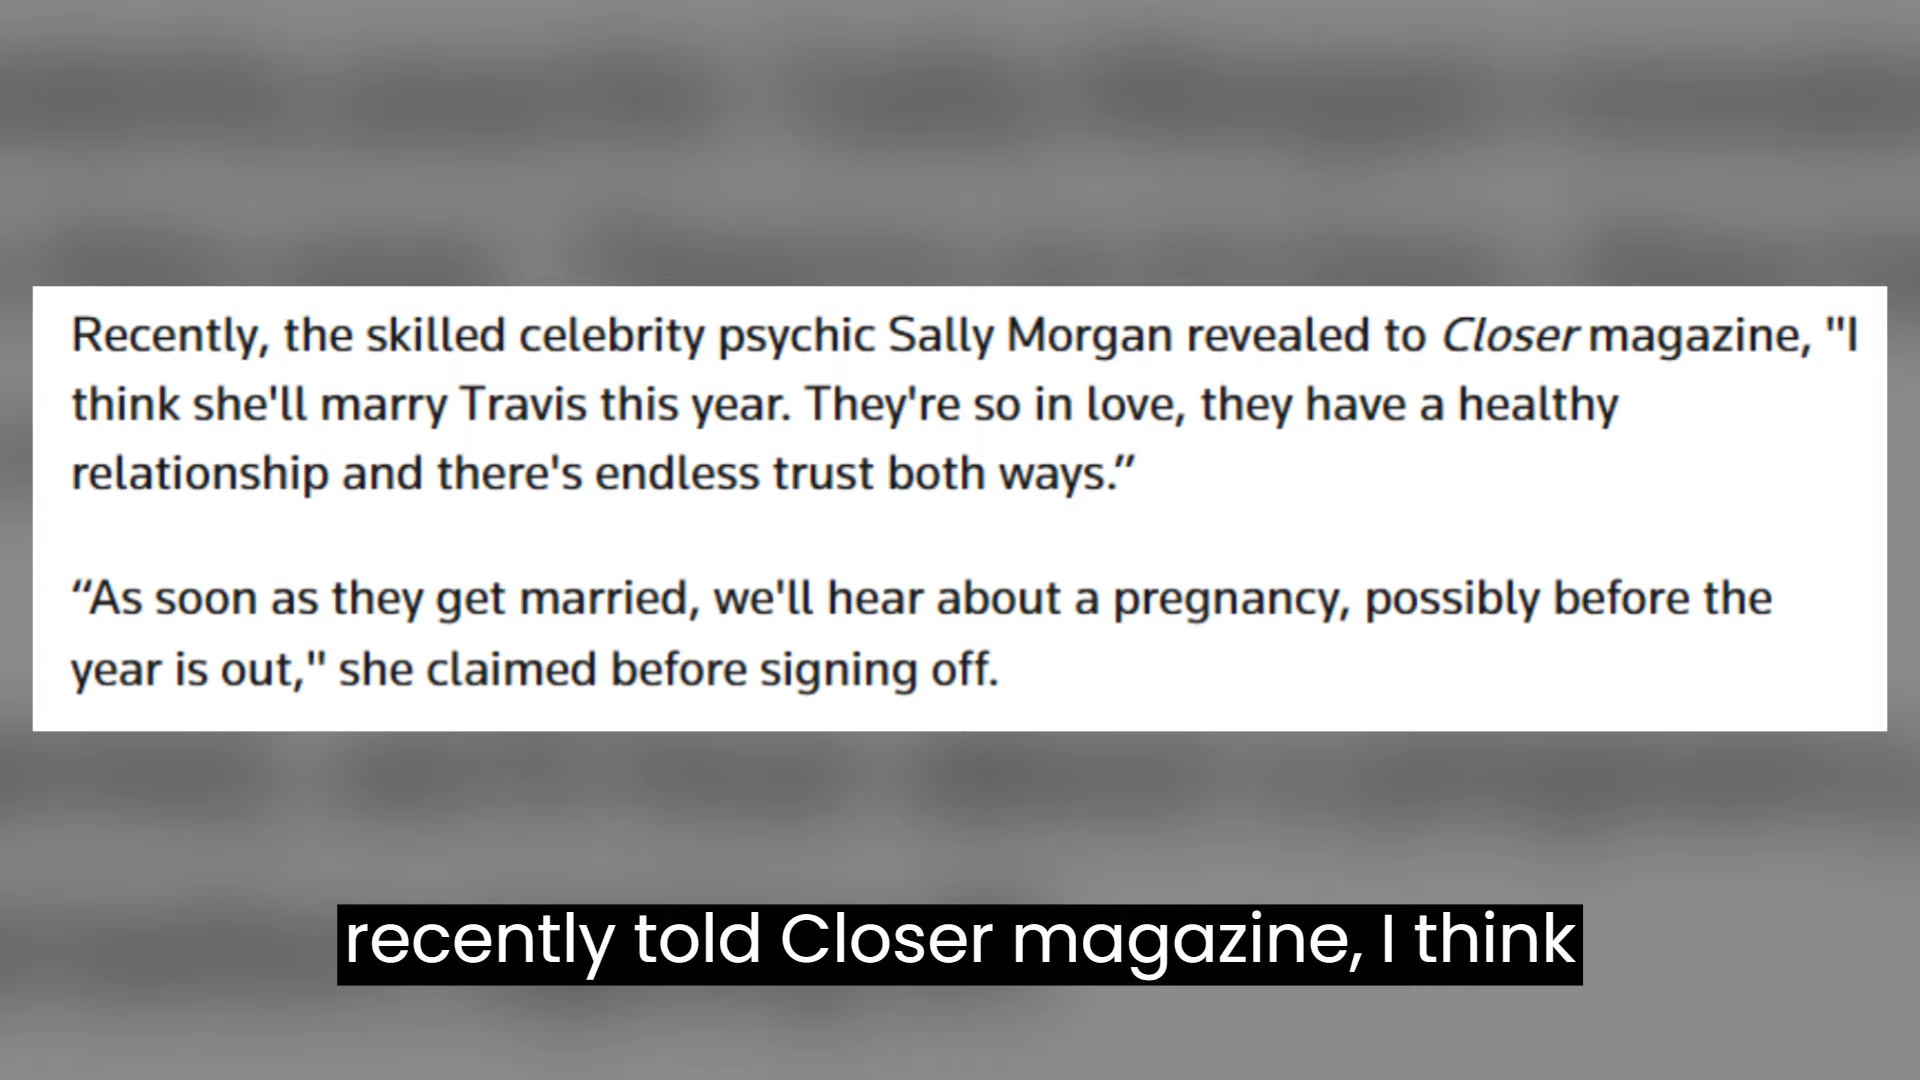 Recently, the skilled celebrity psychic Sally Morgan revealed to Closer magazine, "I
think she'll marry Travis this year. They're so in love, they have a healthy
relationship and there's endless trust both ways.”
“As soon as they get married, we'll hear about a pregnancy, possibly before the
year is out," she claimed before signing off.
recently told Closer magazine, I think